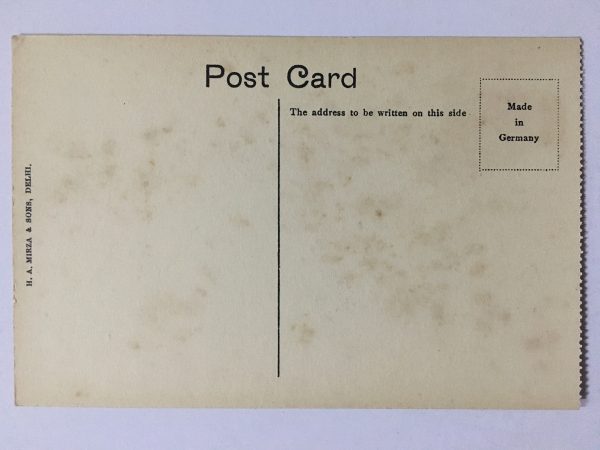 Post Card
The address to be written on this side
Made
in
Germany
H. A. MIRZA & SONS, DELHI.